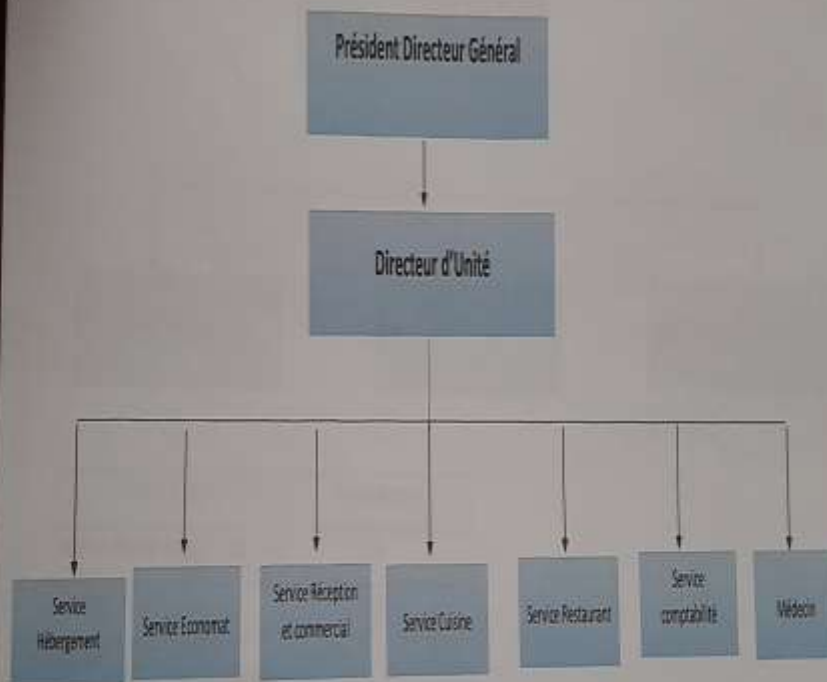 Président Directeur Général
Directeur d'Unité
Service
Hébergement
Service Economat
Service Réception
et commercial
Service Cuisine
Service Restaurant
Service
comptabilité
Médecin